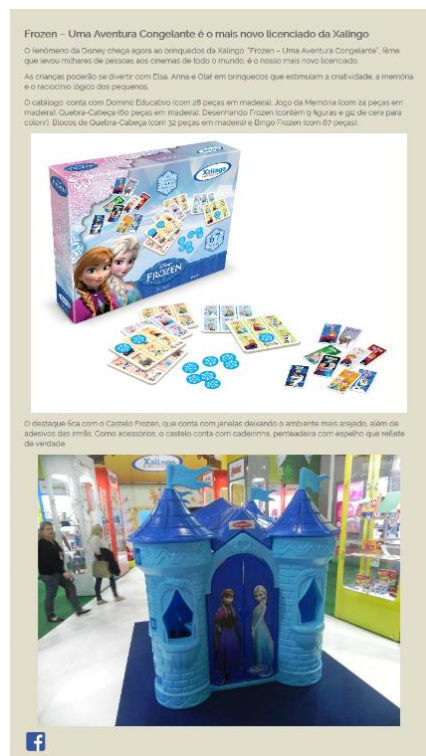 Frozen – Uma Aventura Congelante é o mais novo licenciado da Xalingo
O fenômeno da Disney chega agora ao brinquedos da Xalingo. "Frozen – Uma Aventura Congelante", filme
que levou milhares de pessoas aos cinemas de todo o mundo, é o nosso mais novo licenciado.
As crianças poderão se divertir com Elsa, Anna e Olaf em brinquedos que estimulam a criatividade, a memória
e o raciocínio lógico dos pequenos.
O catálogo conta com Dominó Educativo (com 28 peças em madeira), Jogo da Memória (com 24 peças em
madeira), Quebra-Cabeça (60 peças em madeira), Desenhando Frozen (contém 9 figuras e giz de cera para
colorir), Blocos de Quebra-Cabeça (com 32 peças em madeira) e Bingo Frozen (com 67 peças).
Xalingo
Disney
FROZEN
O destaque fica com o Castelo Frozen, que conta com janelas deixando o ambiente mais arejado, além de
adesivos das irmãs. Como acessórios, o castelo conta com cadeirinha, penteadeira com espelho que reflete
de verdade.
Xalingo
f